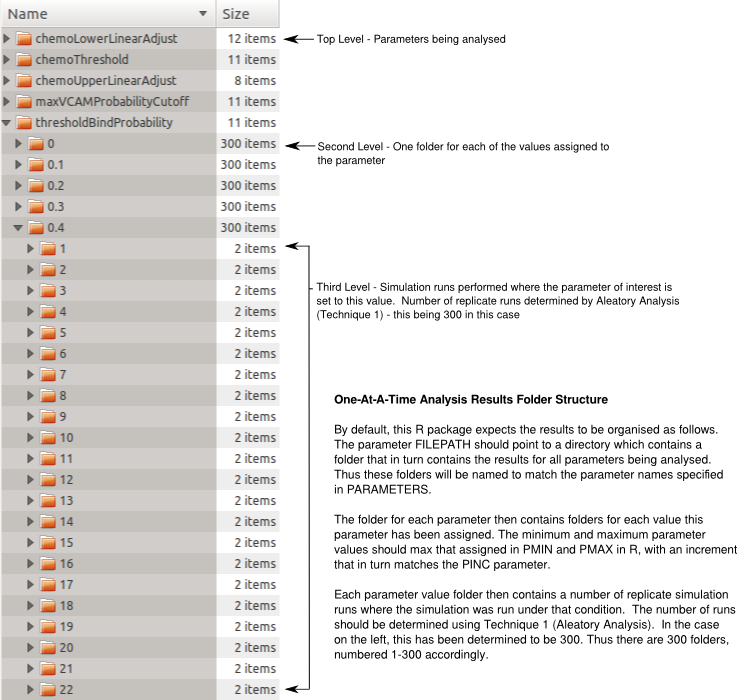 Name Size
chemoLowerLinearAdjust 12 items
Top Level - Parameters being analysed
chemoThreshold 11 items
chemoUpperLinearAdjust 8 items
maxVCAMProbabilityCutoff 11 items
thresholdBindProbability 11 items
0 300 items
Second Level - One folder for each of the values assigned to
the parameter
0.1 300 items
0.2 300 items
0.3 300 items
0.4 300 items
1 2 items
2 2 items
3 2 items
4 2 items
5 2 items
6 2 items
7 2 items
8 2 items
9 2 items
10 2 items
11 2 items
12 2 items
13 2 items
14 2 items
15 2 items
16 2 items
17 2 items
18 2 items
19 2 items
20 2 items
21 2 items
22 2 items
Third Level - Simulation runs performed where the parameter of interest is
set to this value. Number of replicate runs determined by Aleatory Analysis
(Technique 1) - this being 300 in this case
One-At-A-Time Analysis Results Folder Structure
By default, this R package expects the results to be organised as follows.
The parameter FILEPATH should point to a directory which contains a
folder that in turn contains the results for all parameters being analysed.
Thus these folders will be named to match the parameter names specified
in PARAMETERS.
The folder for each parameter then contains folders for each value this
parameter has been assigned. The minimum and maximum parameter
values should max that assigned in PMIN and PMAX in R, with an increment
that in turn matches the PINC parameter.
Each parameter value folder then contains a number of replicate simulation
runs where the simulation was run under that condition. The number of runs
should be determined using Technique 1 (Aleatory Analysis). In the case
on the left, this has been determined to be 300. Thus there are 300 folders,
numbered 1-300 accordingly.